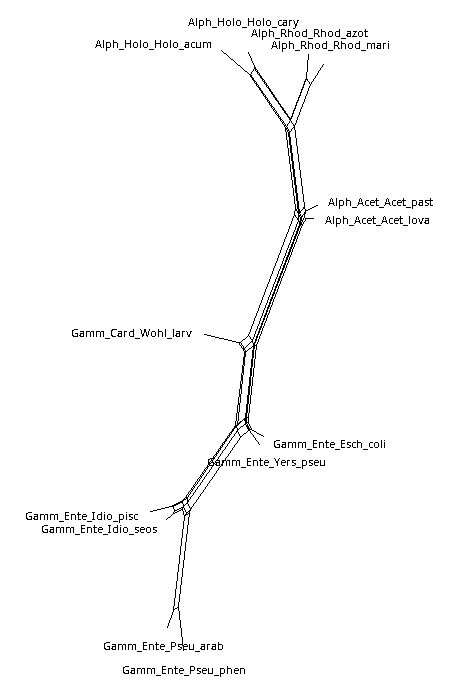 Alph_Holo_Holo_cary
Alph_Rhod_Rhod_azot
Alph_Holo_Holo_acum
Alph_Rhod_Rhod_mari
Alph_Acet_Acet_past
Alph_Acet_Acet_lova
Gamm_Card_Wohl_larv
Gamm_Ente_Esch_coli
Gamm_Ente_Yers_pseu
Gamm_Ente_Idio_pisc
Gamm_Ente_Idio_seos
Gamm_Ente_Pseu_arab
Gamm_Ente_Pseu_phen